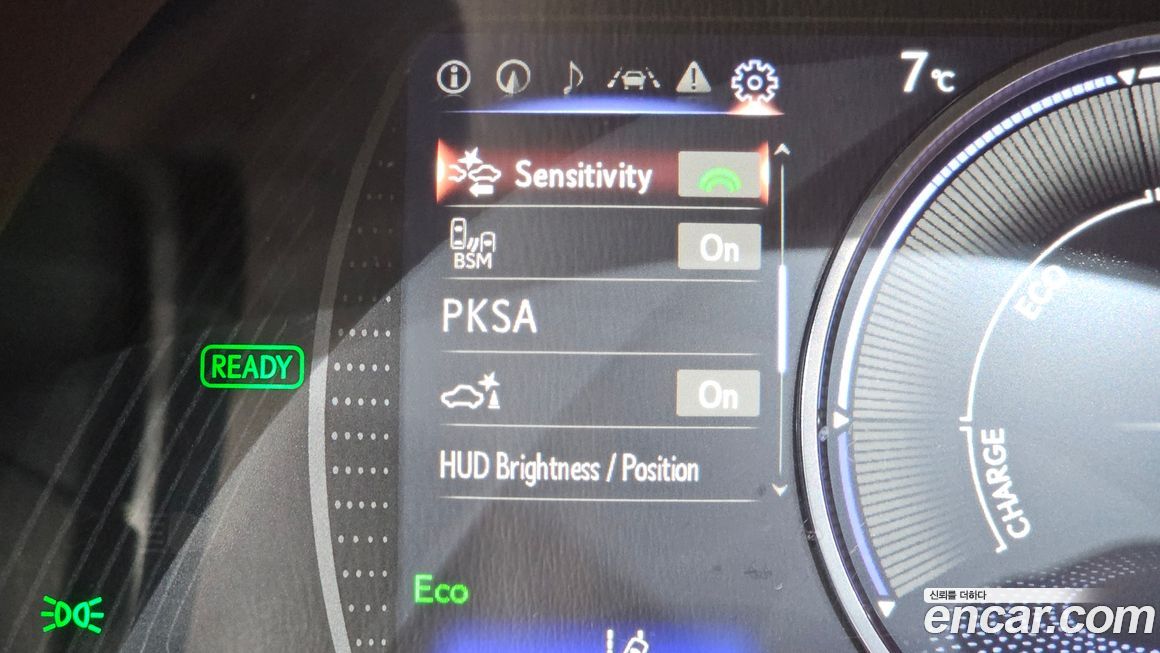 7℃
Sensitivity
BSM
On
PKSA
On
HUD Brightness / Position
READY
Eco
ECO
CHARGE
신뢰를 더하다
encar.com